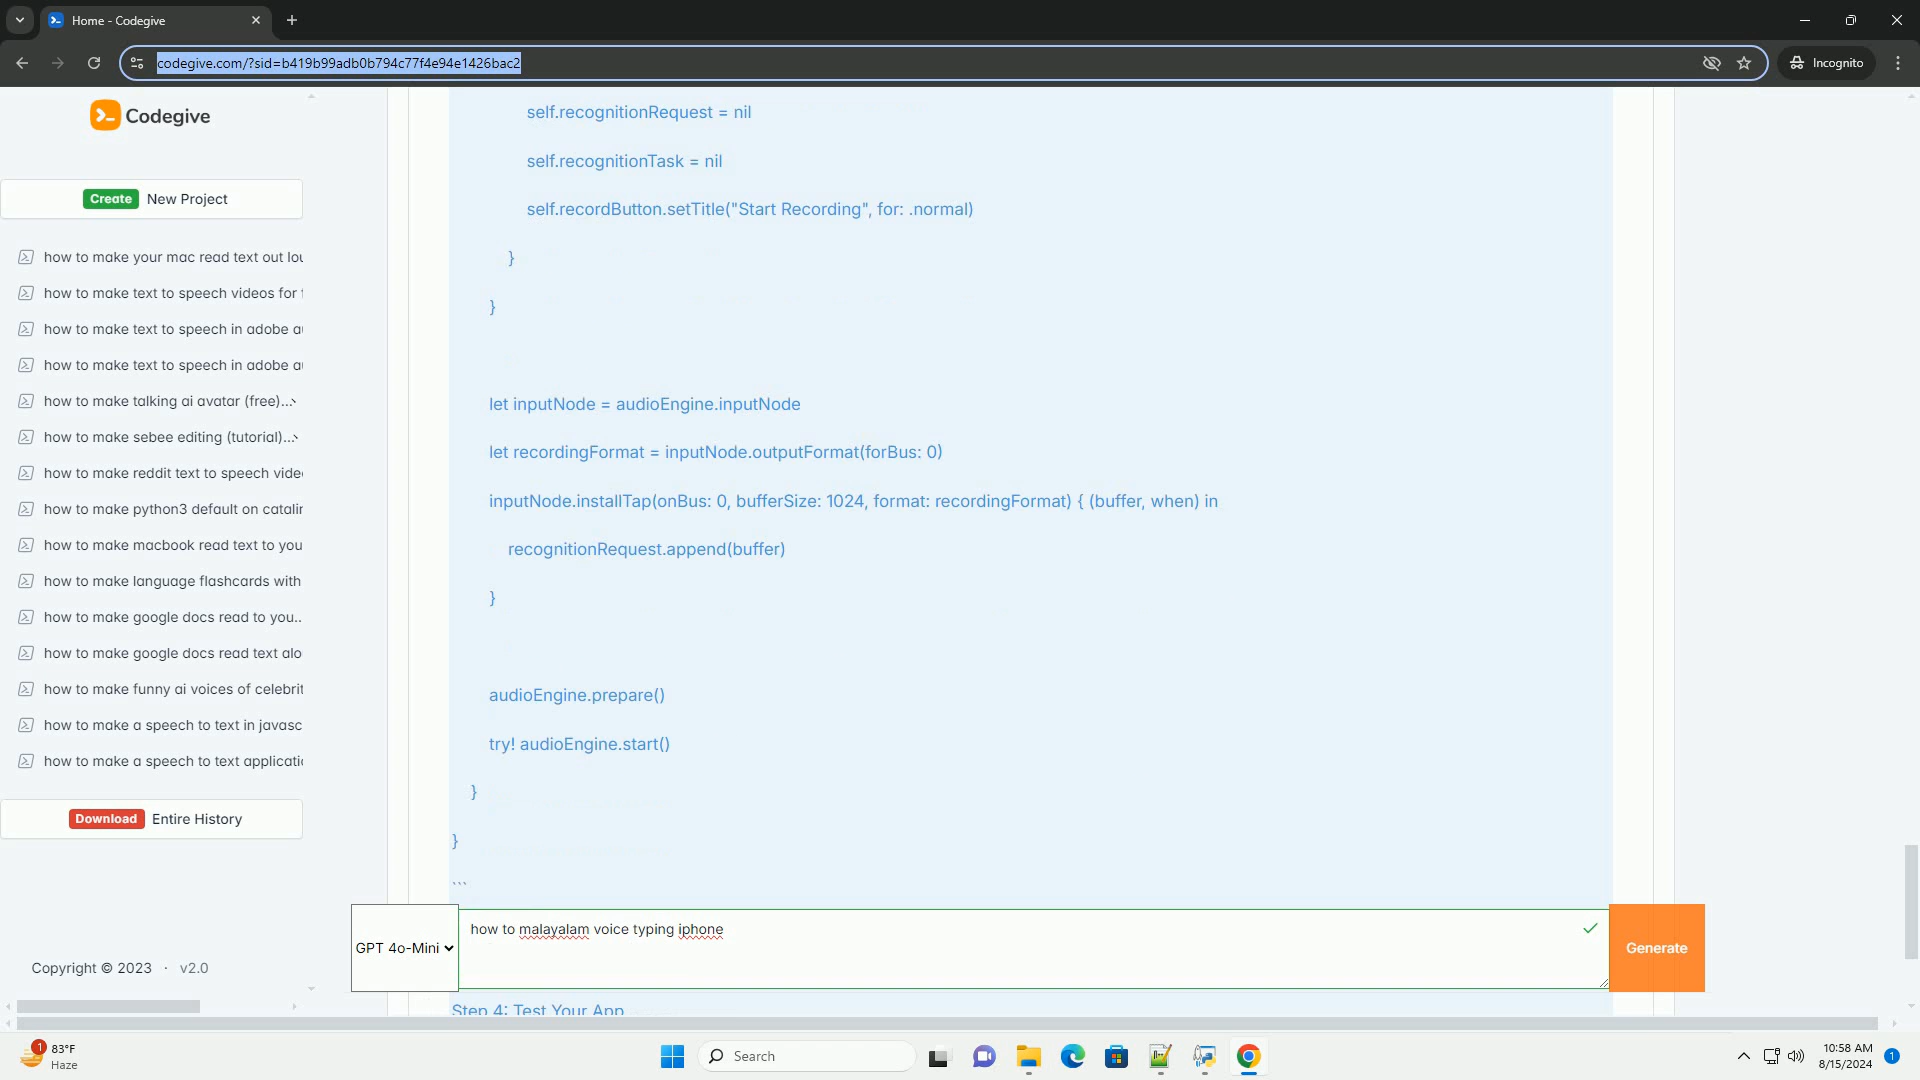 Home - Codegive
codegive.com/?sid=b419b99adb0b794c77f4e94e1426bac2
Incognito
Codegive
Create New Project
how to make your mac read text out lou
how to make text to speech videos for f
how to make text to speech in adobe au
how to make text to speech in adobe au
how to make talking ai avatar (free)...
how to make sebee editing (tutorial)...
how to make reddit text to speech vide
how to make python3 default on catalin
how to make macbook read text to you
how to make language flashcards with
how to make google docs read to you..
how to make google docs read text alo
how to make funny ai voices of celebrit
how to make a speech to text in javasc
how to make a speech to text applicati
Download Entire History
Copyright © 2023 · v2.0
self.recognitionRequest = nil
self.recognitionTask = nil
self.recordButton.setTitle("Start Recording", for: .normal)
}
}
let inputNode = audioEngine.inputNode
let recordingFormat = inputNode.outputFormat(forBus: 0)
inputNode.installTap(onBus: 0, bufferSize: 1024, format: recordingFormat) { (buffer, when) in
recognitionRequest.append(buffer)
}
audioEngine.prepare()
try! audioEngine.start()
}
}
```
GPT 4o-Mini
how to malayalam voice typing iphone
Generate
Step 4: Test Your App
1
83°F
Haze
Search
10:58 AM
8/15/2024
1